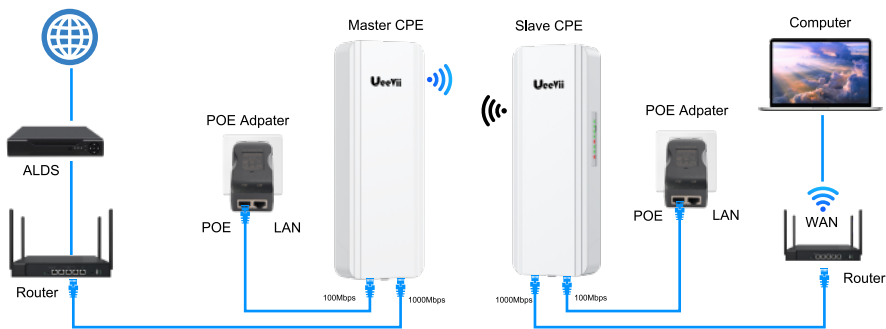 Master CPE
Slave CPE
Computer
UeeVii
UeeVii
POE Adpater
POE Adpater
ALDS
POE
LAN
POE
LAN
WAN
Router
Router
100Mbps
1000Mbps
1000Mbps
100Mbps